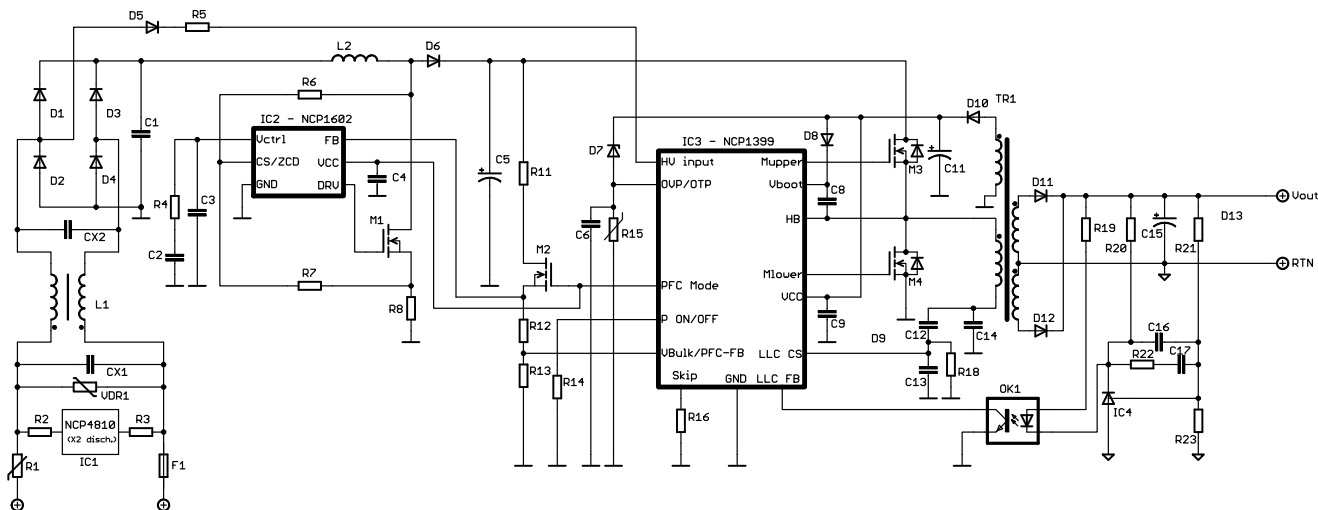 D5
R5
L2
D6
R6
D1
D3
C1
IC2 - NCP1602
Vctrl
FB
CS/ZCD
VCC
GND
DRV
C4
C5
R11
D2
D4
R4
C3
M1
CX2
C2
R7
R8
L1
M2
R12
R13
R14
CX1
VDR1
R2
NCP4810
(X2 disch.)
R3
IC1
R1
F1
D7
C6
R15
IC3 - NCP1399
HV input
Mupper
OVP/OTP
Vboot
HB
Mlower
PFC Mode
VCC
P ON/OFF
VBulk/PFC-FB
LLC CS
Skip
GND
LLC FB
R16
D8
C8
C9
D9
M3
M4
C11
D10
TR1
C12
C14
C13
R18
D11
D12
R19
R20
C15
R21
D13
Vout
RTN
C16
R22
C17
IC4
R23
OK1